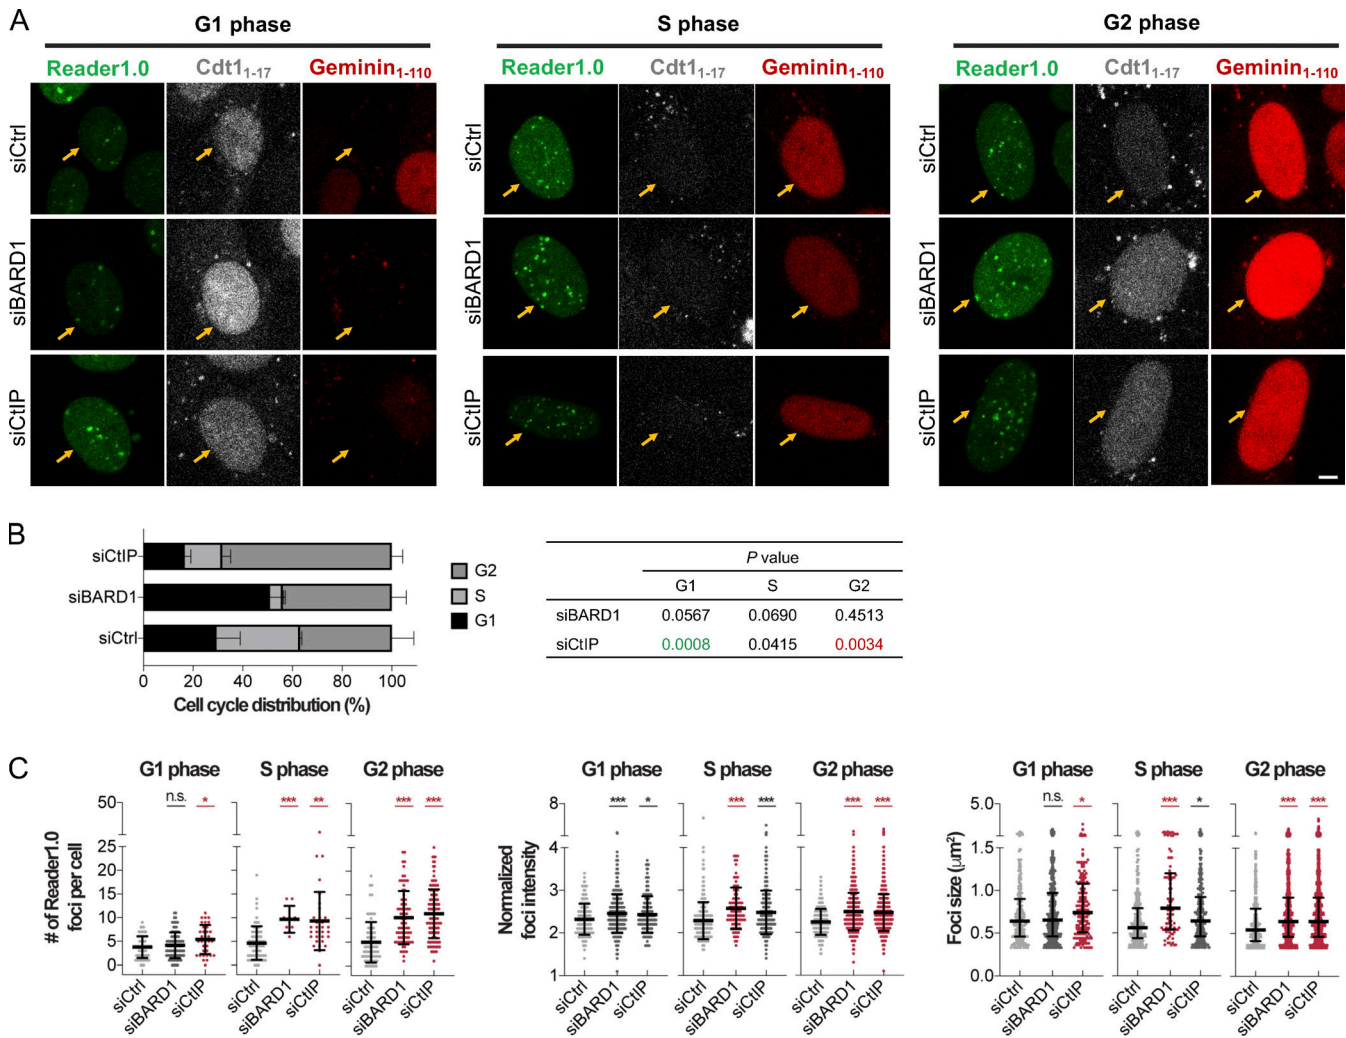 A
G1 phase
S phase
G2 phase
Reader1.0 Cdt1₁₋₁₇ Geminin₁₋₁₁₀
Reader1.0 Cdt1₁₋₁₇ Geminin₁₋₁₁₀
Reader1.0 Cdt1₁₋₁₇ Geminin₁₋₁₁₀
siCtrl
siBARD1
siCtIP
siCtrl
siBARD1
siCtIP
siCtrl
siBARD1
siCtIP
B
siCtIP
siBARD1
siCtrl
0 20 40 60 80 100
Cell cycle distribution (%)
G2
S
G1
P value
G1 S G2
siBARD1 0.0567 0.0690 0.4513
siCtIP 0.0008 0.0415 0.0034
C
G1 phase S phase G2 phase
n.s. * *** ** *** ***
# of Reader1.0
foci per cell
50
25
20
15
10
5
0
siCtrl siBARD1 siCtIP siCtrl siBARD1 siCtIP siCtrl siBARD1 siCtIP
G1 phase S phase G2 phase
*** * *** *** *** ***
Normalized
foci intensity
8
4
4
3
2
1
siCtrl siBARD1 siCtIP siCtrl siBARD1 siCtIP siCtrl siBARD1 siCtIP
G1 phase S phase G2 phase
n.s. * *** * *** ***
Foci size (µm²)
5.0
1.5
1.0
0.5
0.0
siCtrl siBARD1 siCtIP siCtrl siBARD1 siCtIP siCtrl siBARD1 siCtIP